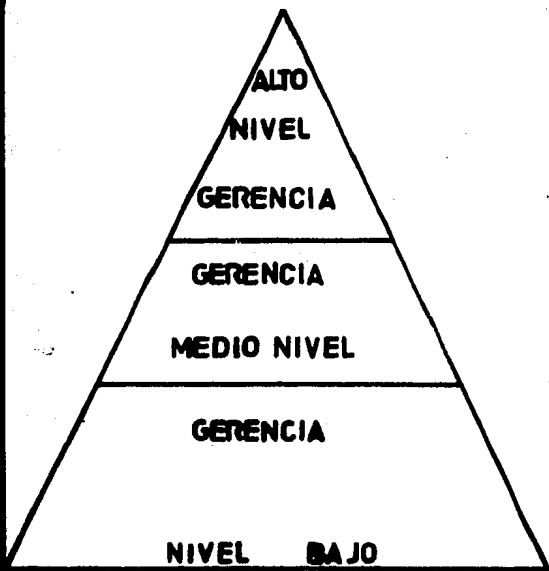 ALTO
NIVEL
GERENCIA
GERENCIA
MEDIO NIVEL
GERENCIA
NIVEL BAJO